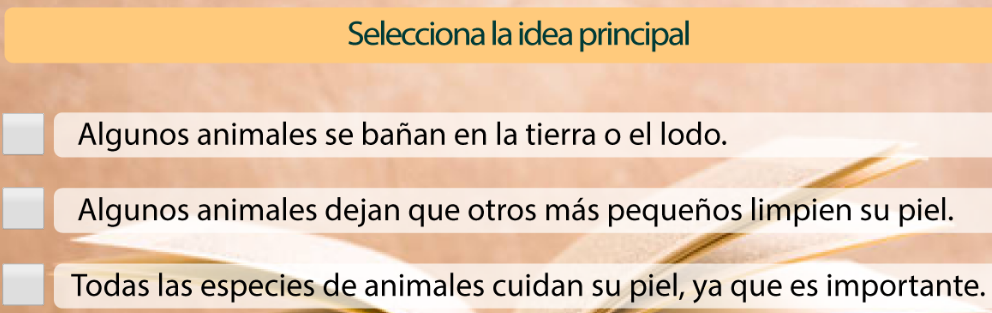 Selecciona la idea principal
Algunos animales se bañan en la tierra o el lodo.
Algunos animales dejan que otros más pequeños limpien su piel.
Todas las especies de animales cuidan su piel, ya que es importante.